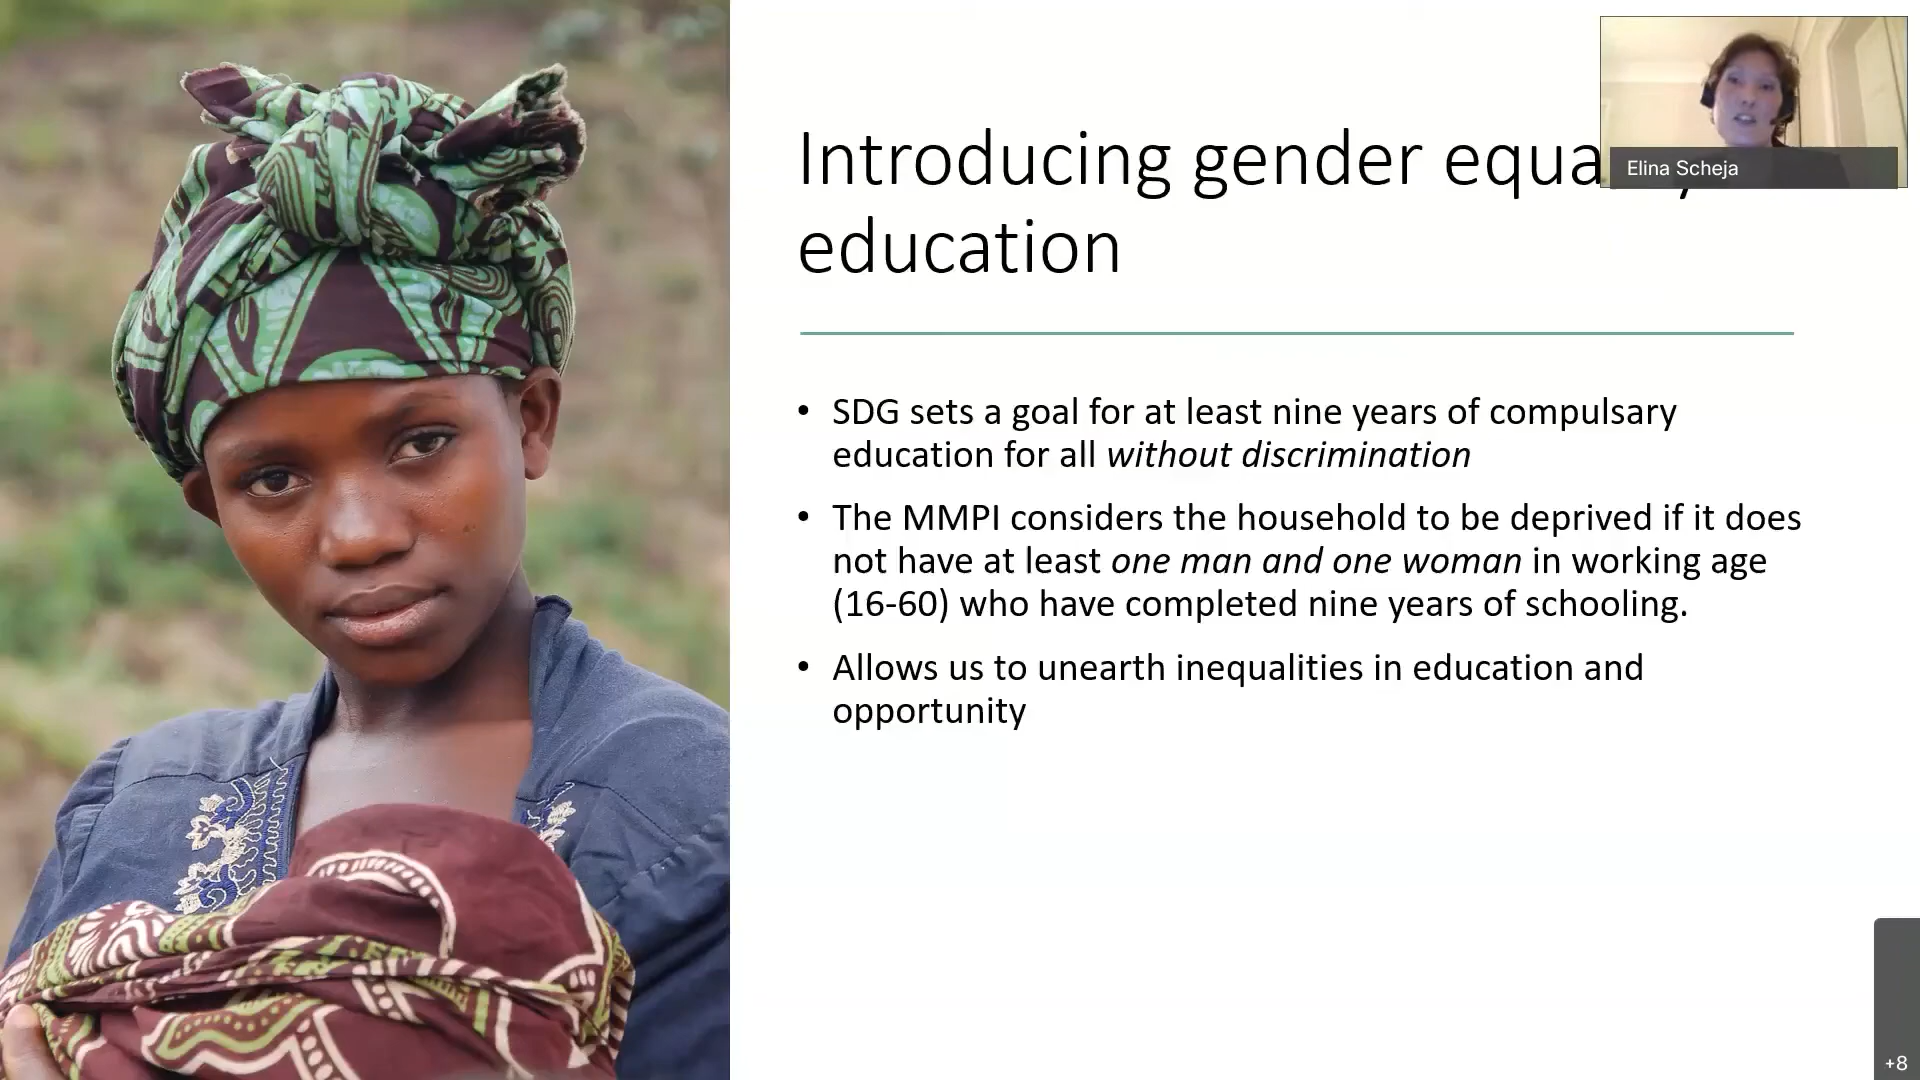 Introducing gender equa
education
Elina Scheja
• SDG sets a goal for at least nine years of compulsary
education for all without discrimination
• The MMPI considers the household to be deprived if it does
not have at least one man and one woman in working age
(16-60) who have completed nine years of schooling.
• Allows us to unearth inequalities in education and
opportunity
+8